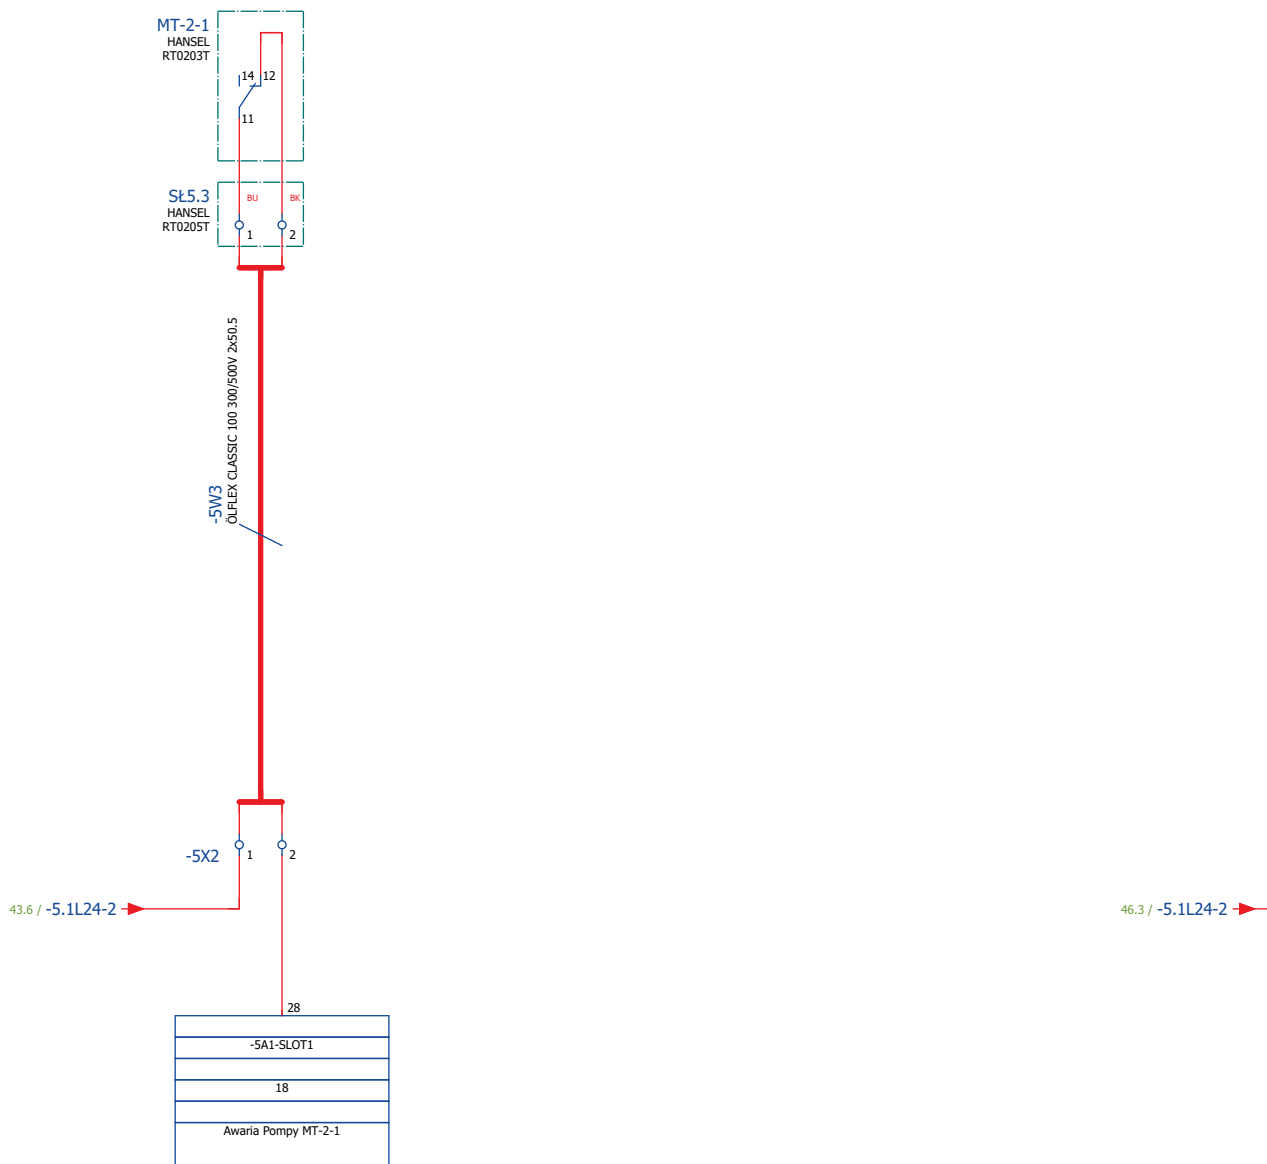 MT-2-1
HANSEL
RT0203T
14 12
11
SŁ5.3
HANSEL
RT0205T
BU BK
1 2
-5W3
ÖLFLEX CLASSIC 100 300/500V 2x50.5
-5X2 1 2
43.6 / -5.1L24-2
46.3 / -5.1L24-2
28
-5A1-SLOT1
18
Awaria Pompy MT-2-1